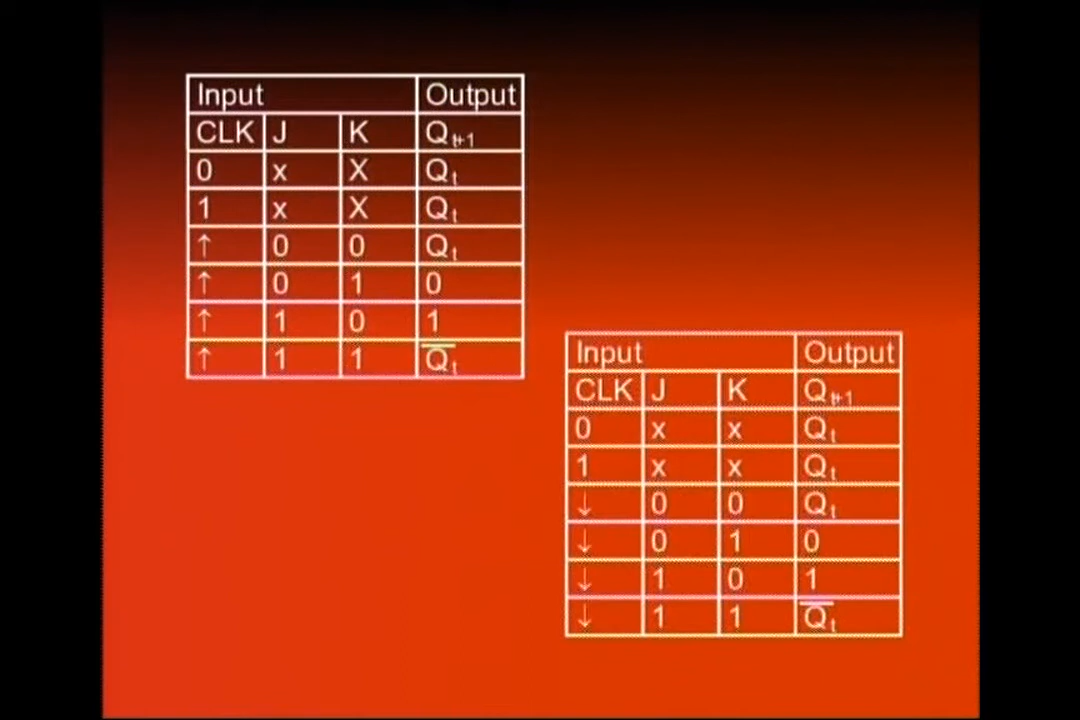 Input Output
CLK J K Qt+1
0 x X Qt
1 x X Qt
↑ 0 0 Qt
↑ 0 1 0
↑ 1 0 1
↑ 1 1 Q̅t
Input Output
CLK J K Qt+1
0 x x Qt
1 x x Qt
↓ 0 0 Qt
↓ 0 1 0
↓ 1 0 1
↓ 1 1 Q̅t